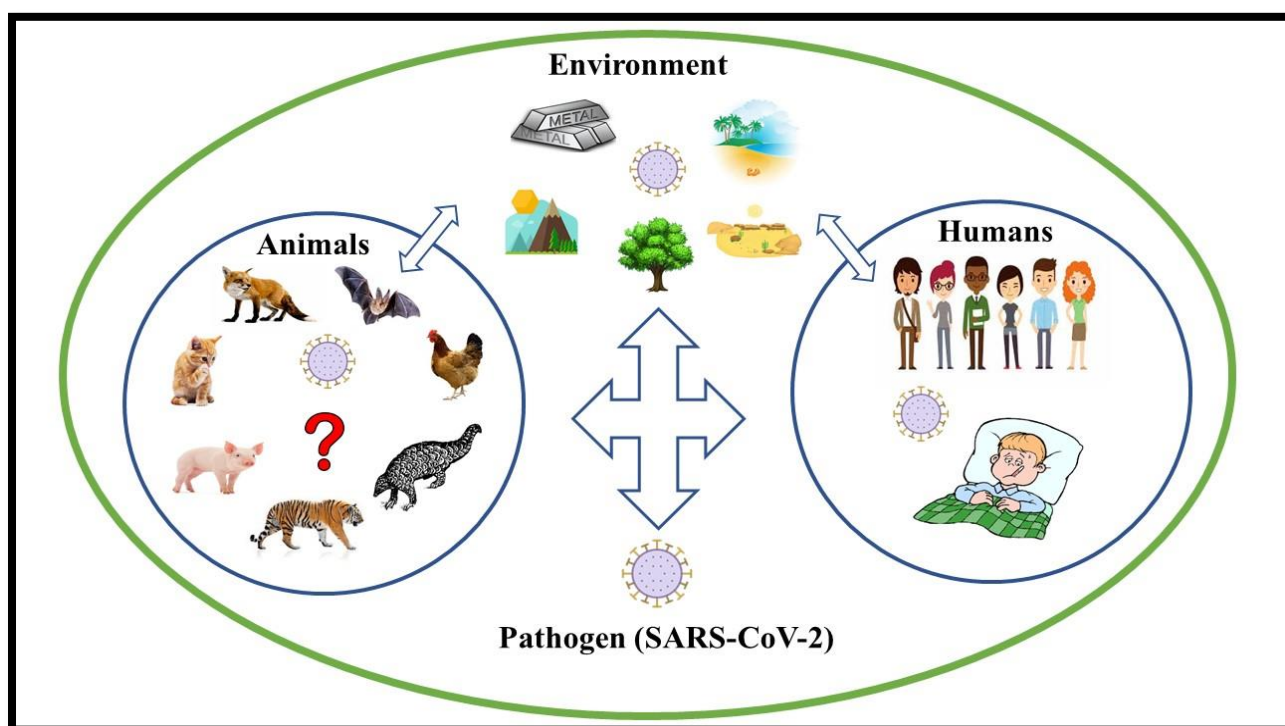 Environment
METAL
METAL
Animals
Humans
?
Pathogen (SARS-CoV-2)